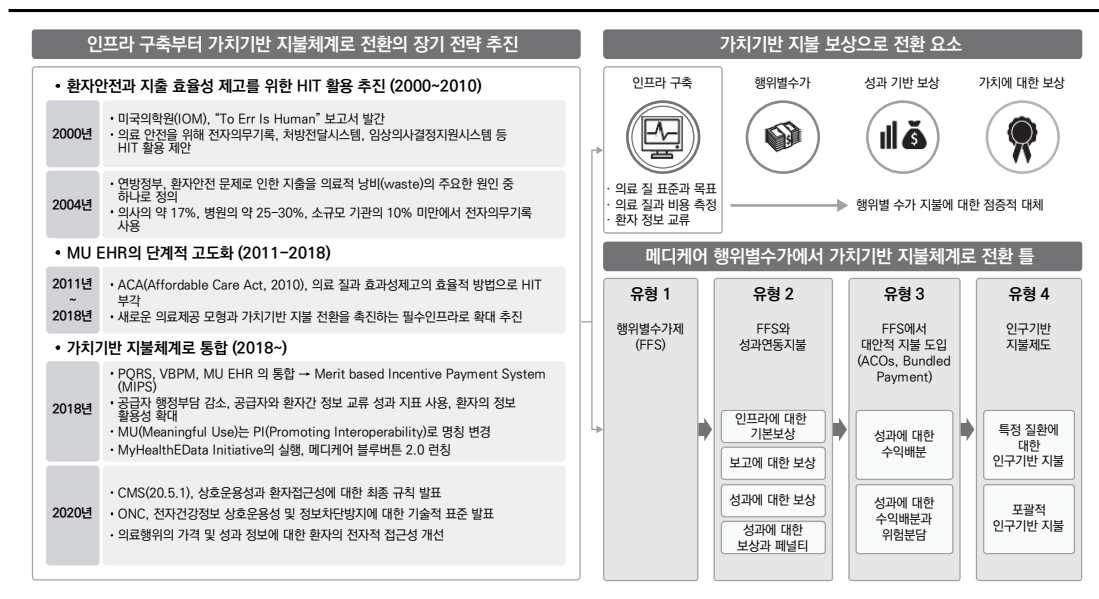 인프라 구축부터 가치기반 지불체계로 전환의 장기 전략 추진
• 환자안전과 지출 효율성 제고를 위한 HIT 활용 추진 (2000~2010)
2000년
• 미국의학원(IOM), “To Err Is Human” 보고서 발간
• 의료 안전을 위해 전자의무기록, 처방전달시스템, 임상의사결정지원시스템 등
HIT 활용 제안
2004년
• 연방정부, 환자안전 문제로 인한 지출을 의료적 낭비(waste)의 주요한 원인 중
하나로 정의
• 의사의 약 17%, 병원의 약 25-30%, 소규모 기관의 10% 미만에서 전자의무기록
사용
• MU EHR의 단계적 고도화 (2011-2018)
2011년
~
2018년
• ACA(Affordable Care Act, 2010), 의료 질과 효과성제고의 효율적 방법으로 HIT
부각
• 새로운 의료제공 모형과 가치기반 지불 전환을 촉진하는 필수인프라로 확대 추진
• 가치기반 지불체계로 통합 (2018~)
2018년
• PQRS, VBPM, MU EHR 의 통합 → Merit based Incentive Payment System
(MIPS)
• 공급자 행정부담 감소, 공급자와 환자간 정보 교류 성과 지표 사용, 환자의 정보
활용성 확대
• MU(Meaningful Use)는 PI(Promoting Interoperability)로 명칭 변경
• MyHealthEData Initiative의 실행, 메디케어 블루버튼 2.0 런칭
2020년
• CMS(20.5.1), 상호운용성과 환자접근성에 대한 최종 규칙 발표
• ONC, 전자건강정보 상호운용성 및 정보차단방지에 대한 기술적 표준 발표
• 의료행위의 가격 및 성과 정보에 대한 환자의 전자적 접근성 개선
가치기반 지불 보상으로 전환 요소
인프라 구축
행위별수가
성과 기반 보상
가치에 대한 보상
· 의료 질 표준과 목표
· 의료 질과 비용 측정
· 환자 정보 교류
행위별 수가 지불에 대한 점증적 대체
메디케어 행위별수가에서 가치기반 지불체계로 전환 틀
유형 1
행위별수가제
(FFS)
유형 2
FFS와
성과연동지불
인프라에 대한
기본보상
보고에 대한 보상
성과에 대한 보상
성과에 대한
보상과 페널티
유형 3
FFS에서
대안적 지불 도입
(ACOs, Bundled
Payment)
성과에 대한
수익배분
성과에 대한
수익배분과
위험분담
유형 4
인구기반
지불제도
특정 질환에
대한
인구기반 지불
포괄적
인구기반 지불